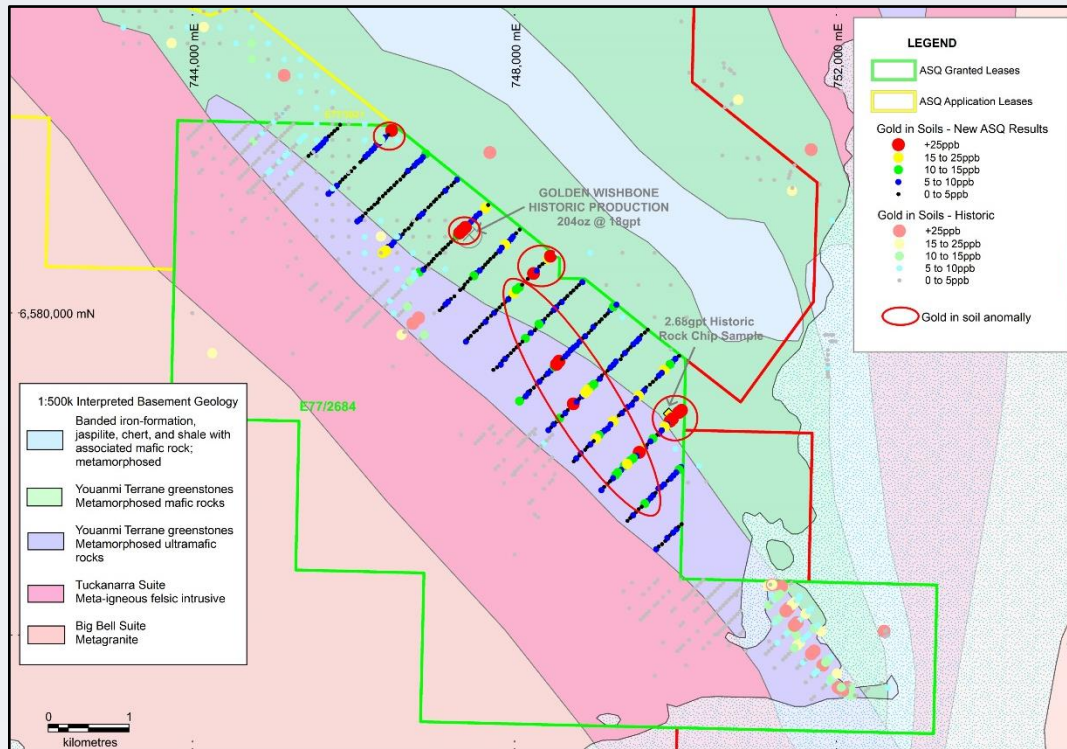 744,000 mE
748,000 mE
752,000 mE
LEGEND
ASQ Granted Leases
ASQ Application Leases
Gold in Soils - New ASQ Results
+25ppb
15 to 25ppb
10 to 15ppb
5 to 10ppb
0 to 5ppb
Gold in Soils - Historic
+25ppb
15 to 25ppb
10 to 15ppb
5 to 10ppb
0 to 5ppb
Gold in soil anomally
GOLDEN WISHBONE
HISTORIC PRODUCTION
204oz @ 18gpt
2.68gpt Historic
Rock Chip Sample
6,580,000 mN
E77/2684
1:500k Interpreted Basement Geology
Banded iron-formation,
jaspilite, chert, and shale with
associated mafic rock;
metamorphosed
Youanmi Terrane greenstones
Metamorphosed mafic rocks
Youanmi Terrane greenstones
Metamorphosed ultramafic
rocks
Tuckanarra Suite
Meta-igneous felsic intrusive
Big Bell Suite
Metagranite
0 1
kilometres